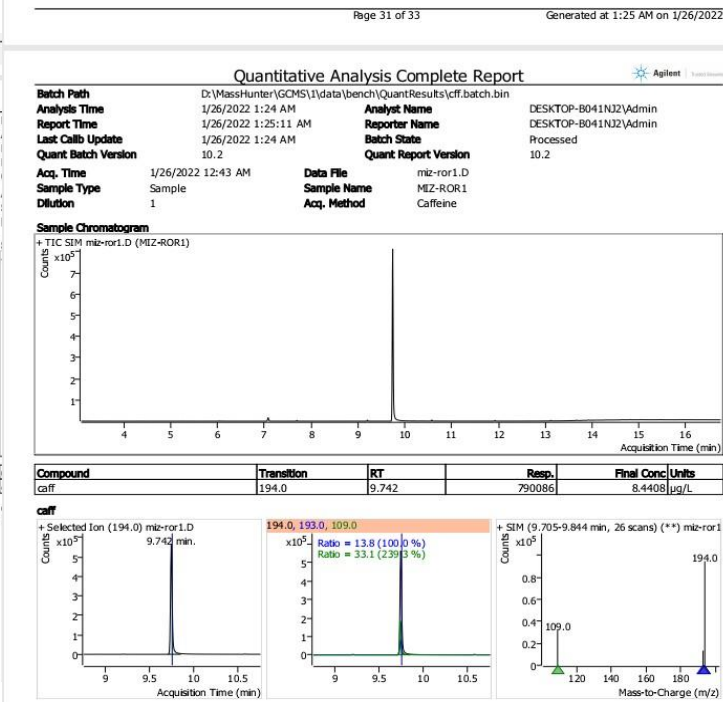 Page 31 of 33 Generated at 1:25 AM on 1/26/2022
Quantitative Analysis Complete Report
Agilent
Batch Path D:\MassHunter\GCMS\1\data\bench\QuantResults\cff.batch.bin
Analysis Time 1/26/2022 1:24 AM Analyst Name DESKTOP-B041NJ2\Admin
Report Time 1/26/2022 1:25:11 AM Reporter Name DESKTOP-B041NJ2\Admin
Last Calib Update 1/26/2022 1:24 AM Batch State Processed
Quant Batch Version 10.2 Quant Report Version 10.2
Acq. Time 1/26/2022 12:43 AM Data File miz-ror1.D
Sample Type Sample Sample Name MIZ-ROR1
Dilution 1 Acq. Method Caffeine
Sample Chromatogram
+ TIC SIM miz-ror1.D (MIZ-ROR1)
Counts x10⁵
7
6
5
4
3
2
1
4 5 6 7 8 9 10 11 12 13 14 15 16
Acquisition Time (min)
Compound Transition RT Resp. Final Conc Units
caff 194.0 9.742 790086 8.4408 µg/L
caff
+ Selected Ion (194.0) miz-ror1.D
Counts x10⁵
9.742 min.
5
4
3
2
1
0
9 9.5 10 10.5
Acquisition Time (min)
194.0, 193.0, 109.0
x10⁵
Ratio = 13.8 (100.0 %)
Ratio = 33.1 (239.3 %)
5
4
3
2
1
0
9 9.5 10 10.5
+ SIM (9.705-9.844 min, 26 scans) (**) miz-ror1
Counts x10⁵
194.0
0.8
0.6
0.4
109.0
0.2
0
120 140 160 180
Mass-to-Charge (m/z)